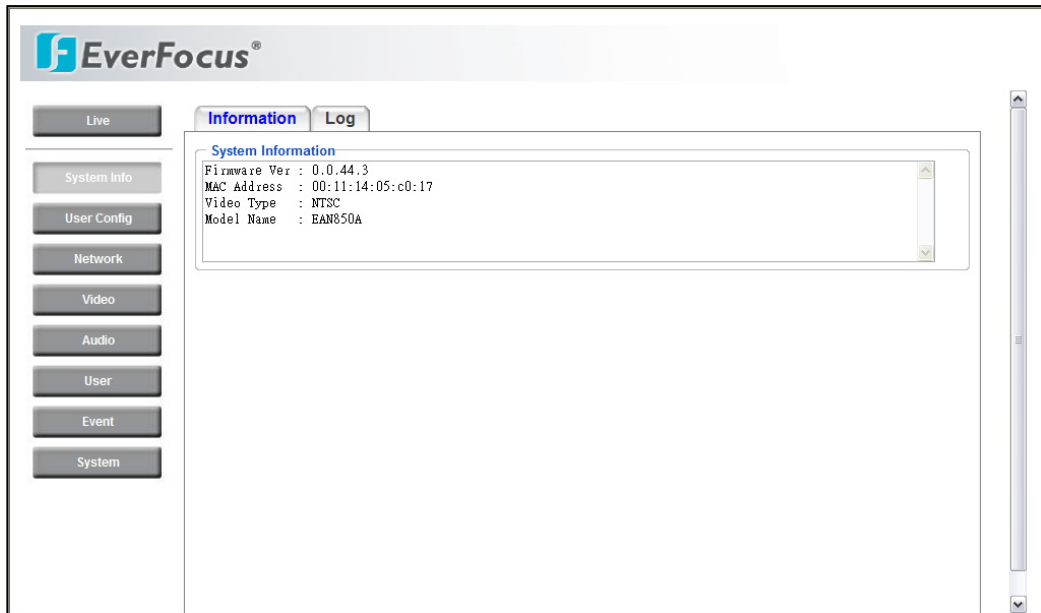 EverFocus®
Live
System Info
User Config
Network
Video
Audio
User
Event
System
Information
Log
System Information
Firmware Ver : 0.0.44.3
MAC Address : 00:11:14:05:c0:17
Video Type : NTSC
Model Name : EAN850A